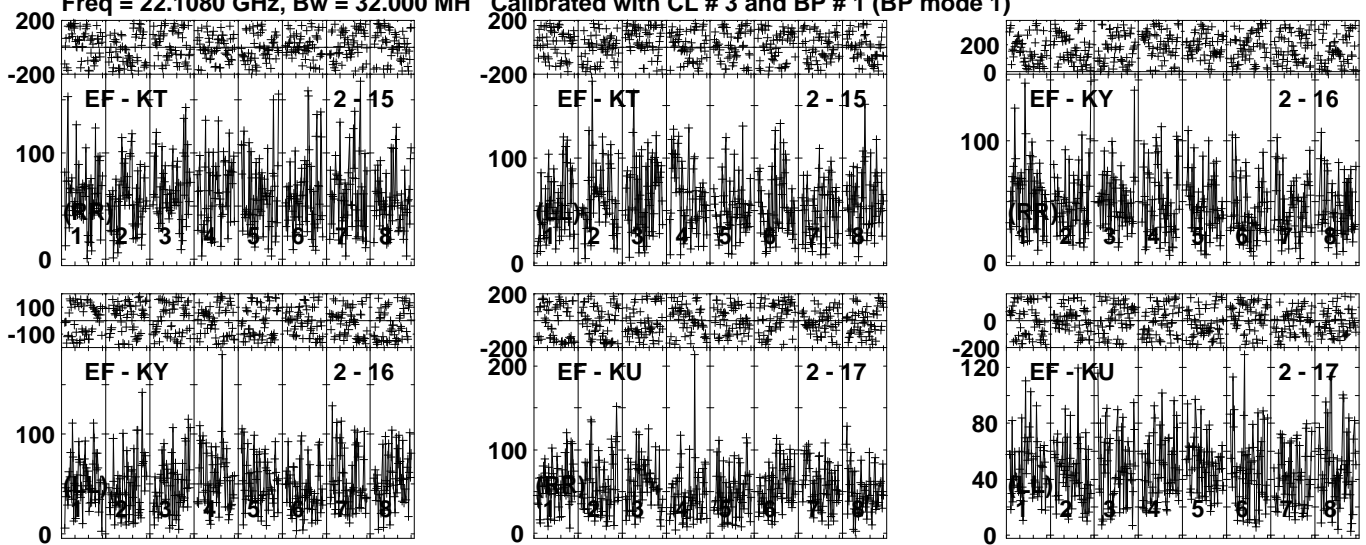 Freq = 22.1080 GHz, Bw = 32.000 MH Calibrated with CL # 3 and BP # 1 (BP mode 1)
200
-200
EF - KT 2 - 15
100
0
(RR)
1 2 3 4 5 6 7 8
200
-200
EF - KT 2 - 15
100
0
(LL)
1 2 3 4 5 6 7 8
200
0
EF - KY 2 - 16
100
0
(RR)
1 2 3 4 5 6 7 8
100
-100
EF - KY 2 - 16
100
0
(LL)
1 2 3 4 5 6 7 8
200
-200
200
EF - KU 2 - 17
100
0
(RR)
1 2 3 4 5 6 7 8
0
-200
120
EF - KU 2 - 17
80
40
0
(LL)
1 2 3 4 5 6 7 8